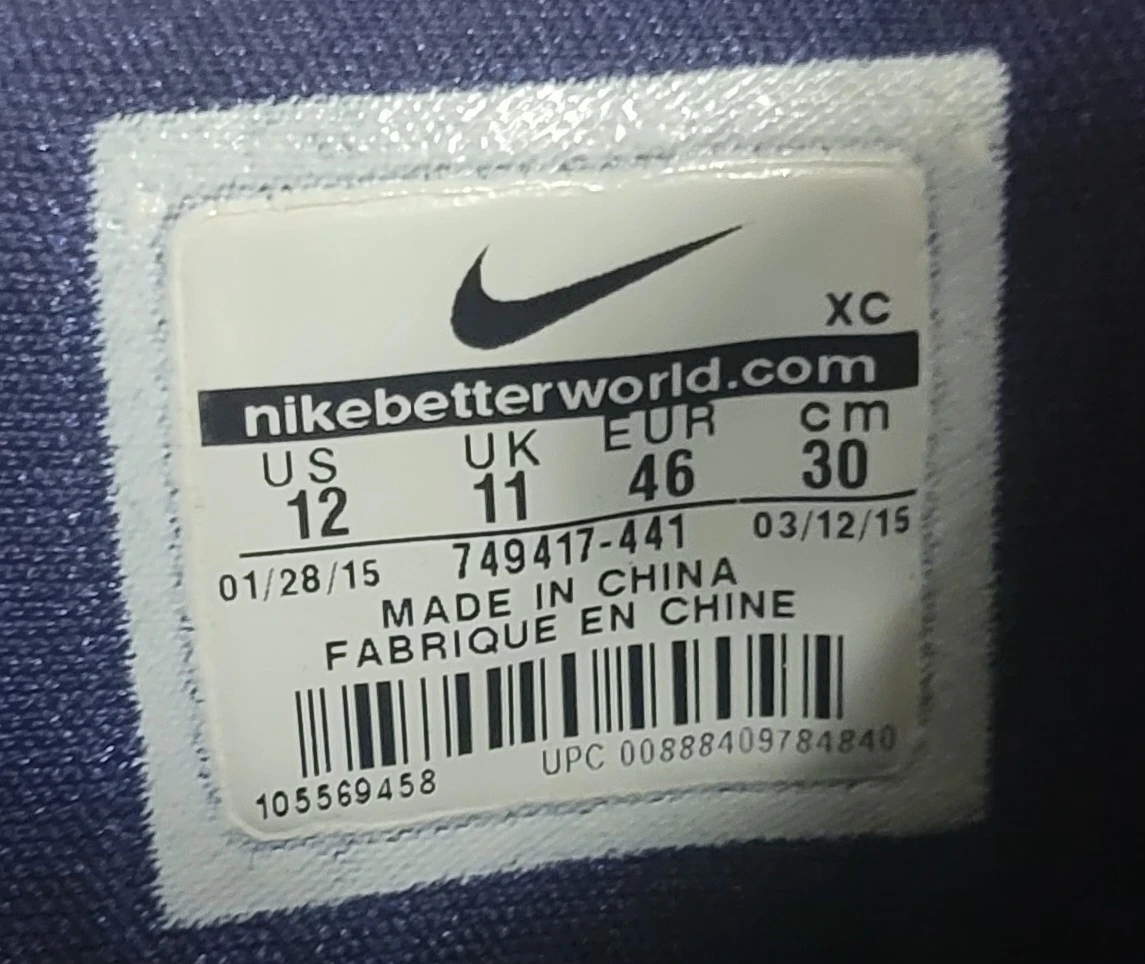 XC
nikebetterworld.com
US UK EUR cm
12 11 46 30
01/28/15 749417-441 03/12/15
MADE IN CHINA
FABRIQUE EN CHINE
105569458 UPC 00888409784840